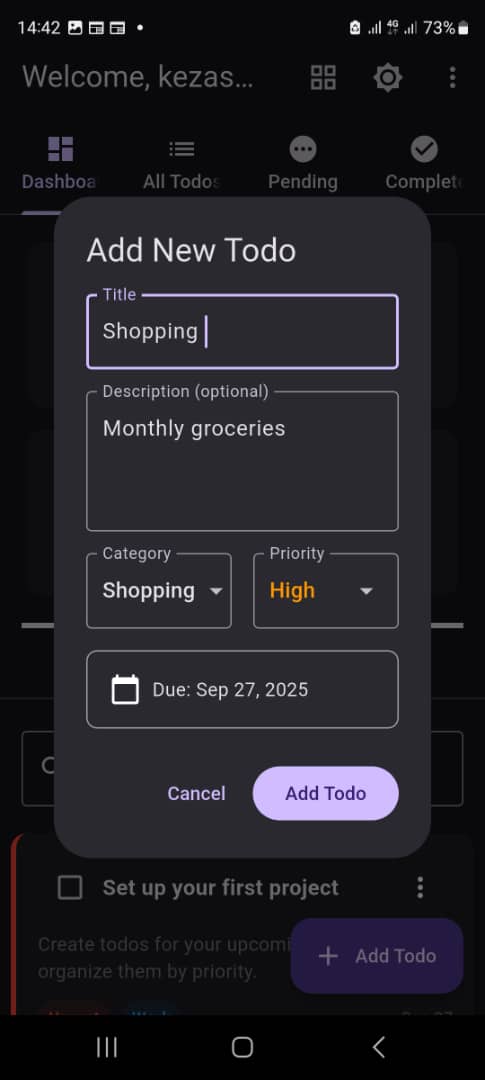 14:42
4G
73%
Welcome, kezas...
Dashboa
All Todos
Pending
Complet
Add New Todo
Title
Shopping
Description (optional)
Monthly groceries
Category
Priority
Shopping
High
Due: Sep 27, 2025
Cancel
Add Todo
Set up your first project
Create todos for your upcomi
organize them by priority.
Add Todo